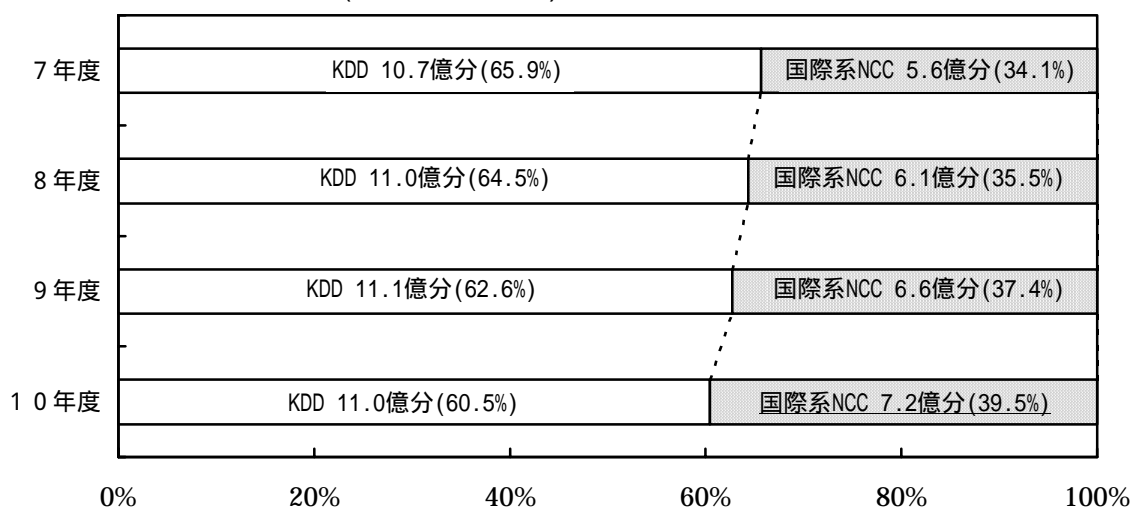 7年度 KDD 10.7億分(65.9%) 国際系NCC 5.6億分(34.1%)
8年度 KDD 11.0億分(64.5%) 国際系NCC 6.1億分(35.5%)
9年度 KDD 11.1億分(62.6%) 国際系NCC 6.6億分(37.4%)
10年度 KDD 11.0億分(60.5%) 国際系NCC 7.2億分(39.5%)
0% 20% 40% 60% 80% 100%